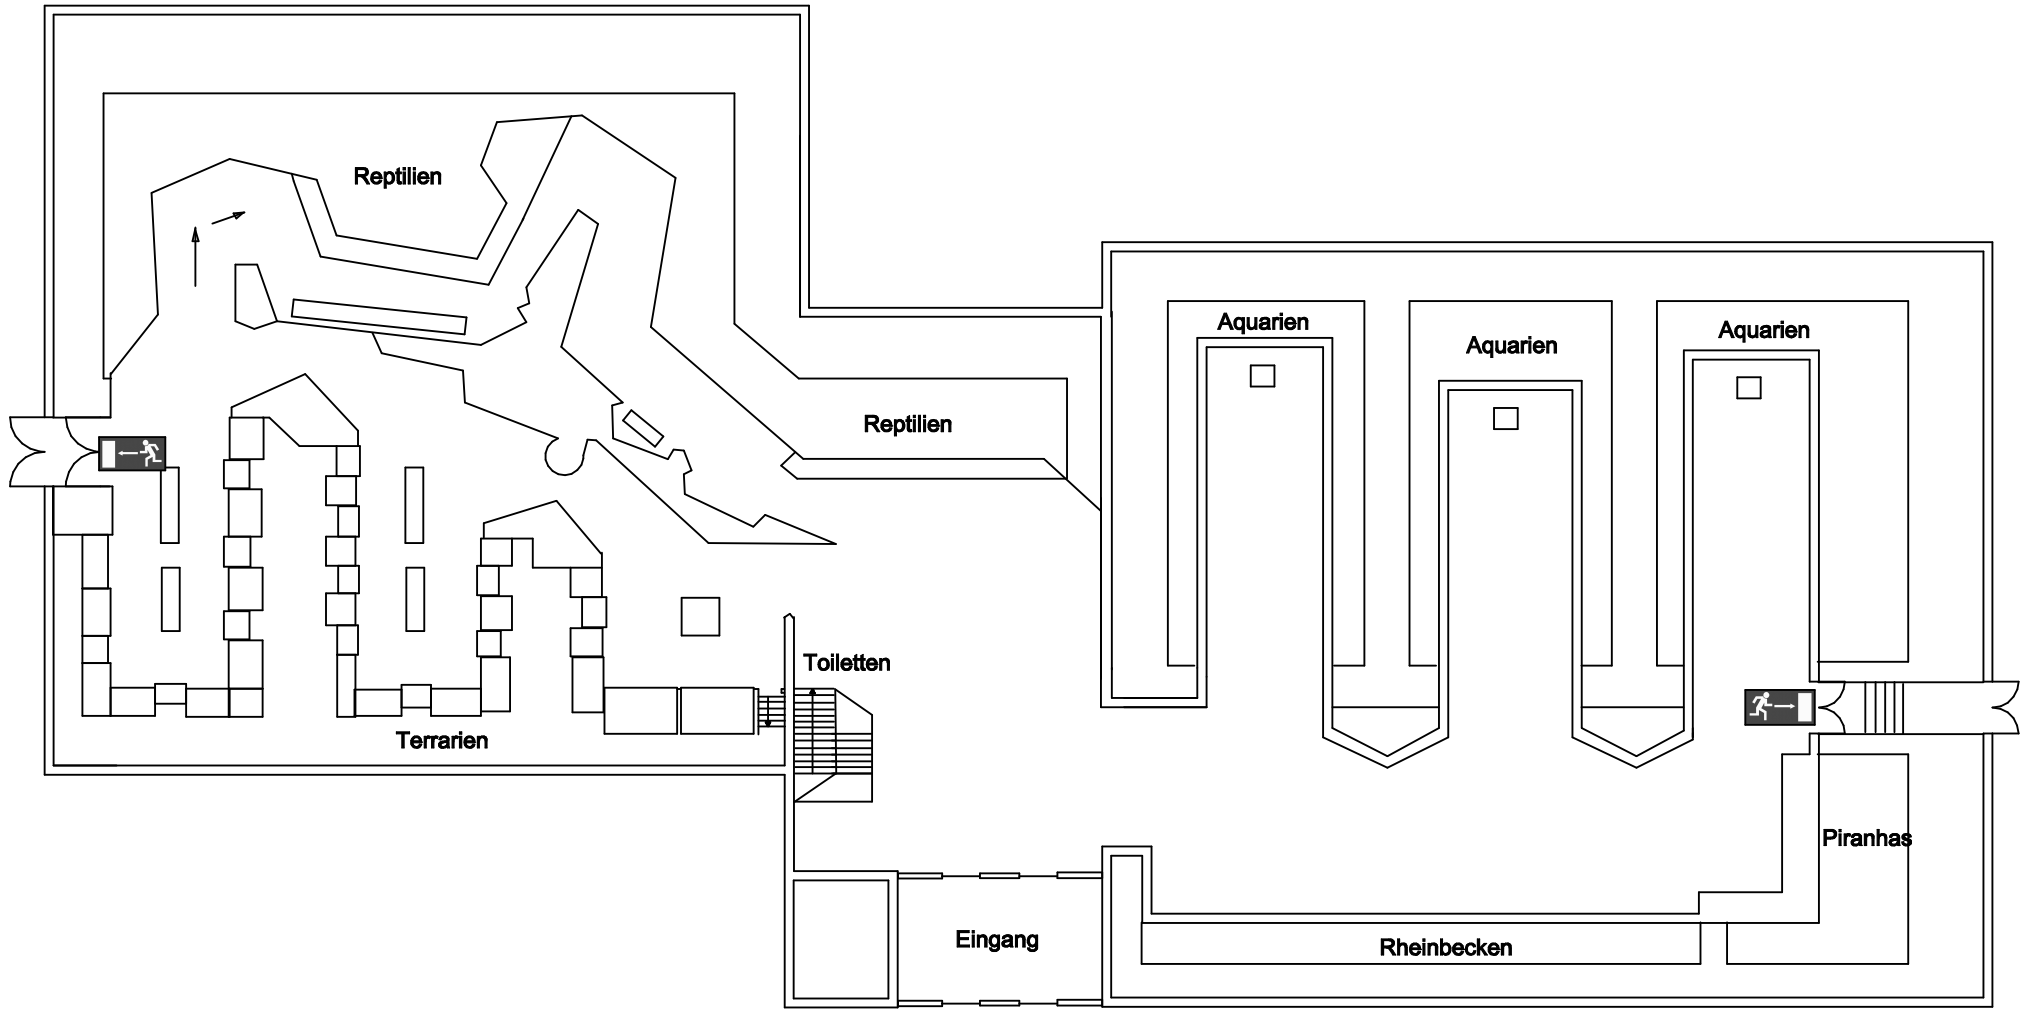 Reptilien
Aquarien
Aquarien
Aquarien
Reptilien
Toiletten
Terrarien
Piranhas
Eingang
Rheinbecken